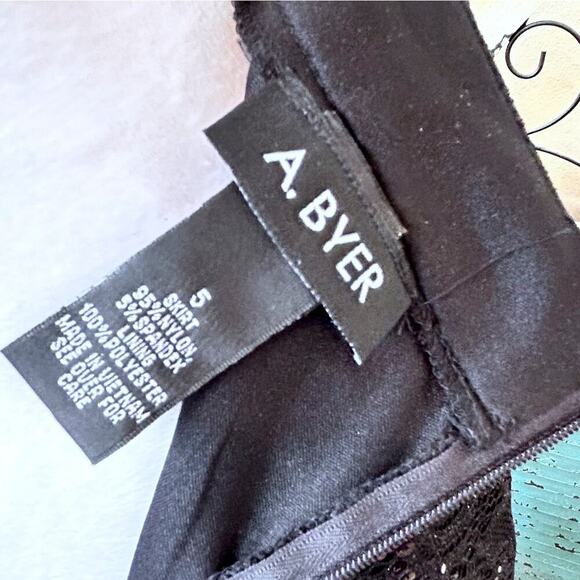 A. BYER
5
SKIRT
95%NYLON,
5%SPANDEX
LINING
100%POLYESTER
MADE IN VIETNAM
SEE OVER FOR
CARE